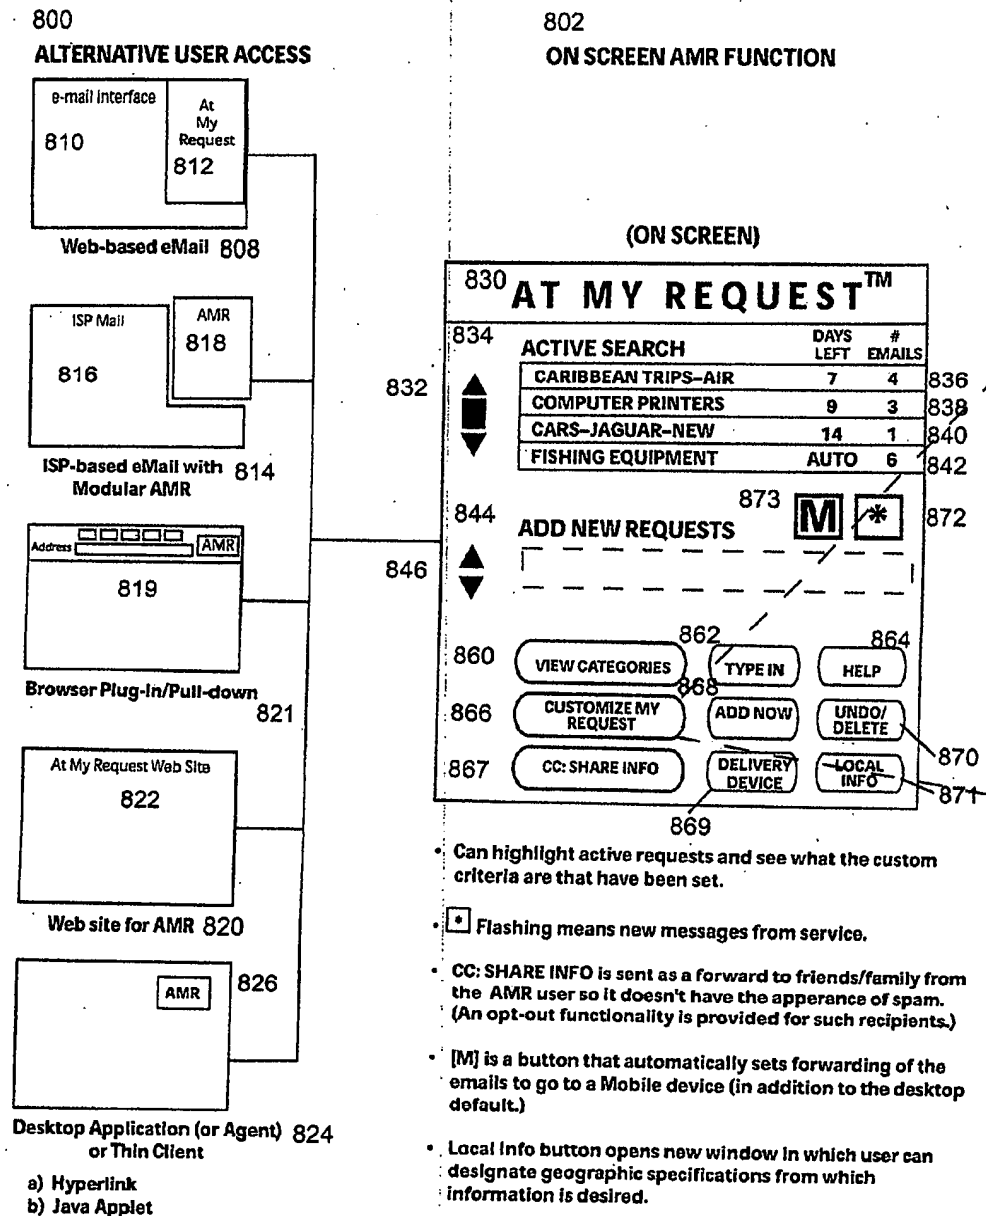 800
ALTERNATIVE USER ACCESS
e-mail interface
810
At
My
Request
812
Web-based eMail 808
ISP Mail
816
AMR
818
ISP-based eMail with 814
Modular AMR
Address
AMR
819
Browser Plug-In/Pull-down
821
At My Request Web Site
822
Web site for AMR 820
AMR
826
Desktop Application (or Agent) 824
or Thin Client
a) Hyperlink
b) Java Applet
802
ON SCREEN AMR FUNCTION
(ON SCREEN)
830
AT MY REQUEST™
834
ACTIVE SEARCH DAYS LEFT # EMAILS
832
CARIBBEAN TRIPS-AIR 7 4 836
COMPUTER PRINTERS 9 3 838
CARS-JAGUAR-NEW 14 1 840
FISHING EQUIPMENT AUTO 6 842
844
873 M * 872
ADD NEW REQUESTS
846
862
864
860
VIEW CATEGORIES
TYPE IN
HELP
868
866
CUSTOMIZE MY
REQUEST
ADD NOW
UNDO/
DELETE
870
867
CC: SHARE INFO
DELIVERY
DEVICE
LOCAL
INFO
871
869
• Can highlight active requests and see what the custom
criteria are that have been set.
• * Flashing means new messages from service.
• CC: SHARE INFO is sent as a forward to friends/family from
the AMR user so it doesn't have the apperance of spam.
(An opt-out functionality is provided for such recipients.)
• [M] is a button that automatically sets forwarding of the
emails to go to a Mobile device (in addition to the desktop
default.)
• Local Info button opens new window in which user can
designate geographic specifications from which
information is desired.